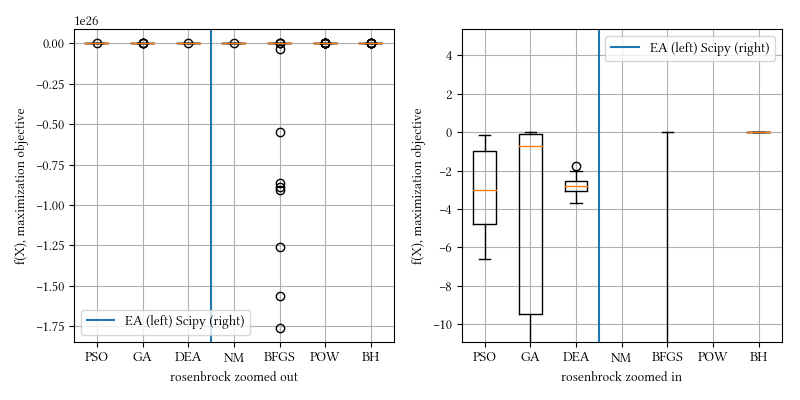 1e26
f(X), maximization objective
0.00
−0.25
−0.50
−0.75
−1.00
−1.25
−1.50
−1.75
EA (left) Scipy (right)
PSO GA DEA NM BFGS POW BH
rosenbrock zoomed out
f(X), maximization objective
4
2
0
−2
−4
−6
−8
−10
EA (left) Scipy (right)
PSO GA DEA NM BFGS POW BH
rosenbrock zoomed in